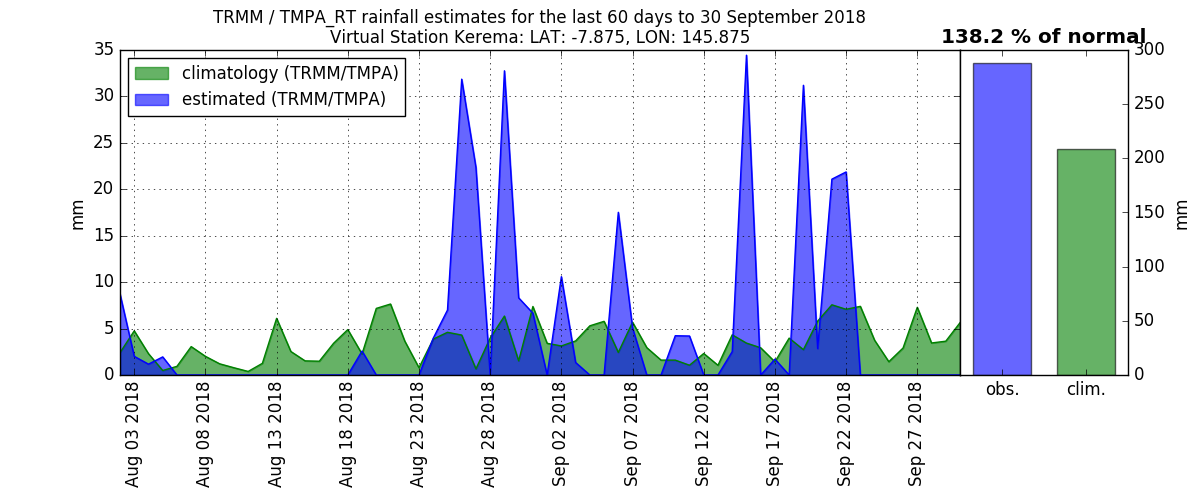 TRMM / TMPA_RT rainfall estimates for the last 60 days to 30 September 2018
Virtual Station Kerema: LAT: -7.875, LON: 145.875
138.2 % of normal
climatology (TRMM/TMPA)
estimated (TRMM/TMPA)
mm
35
30
25
20
15
10
5
0
Aug 03 2018
Aug 08 2018
Aug 13 2018
Aug 18 2018
Aug 23 2018
Aug 28 2018
Sep 02 2018
Sep 07 2018
Sep 12 2018
Sep 17 2018
Sep 22 2018
Sep 27 2018
obs.
clim.
300
250
200
150
100
50
0
mm